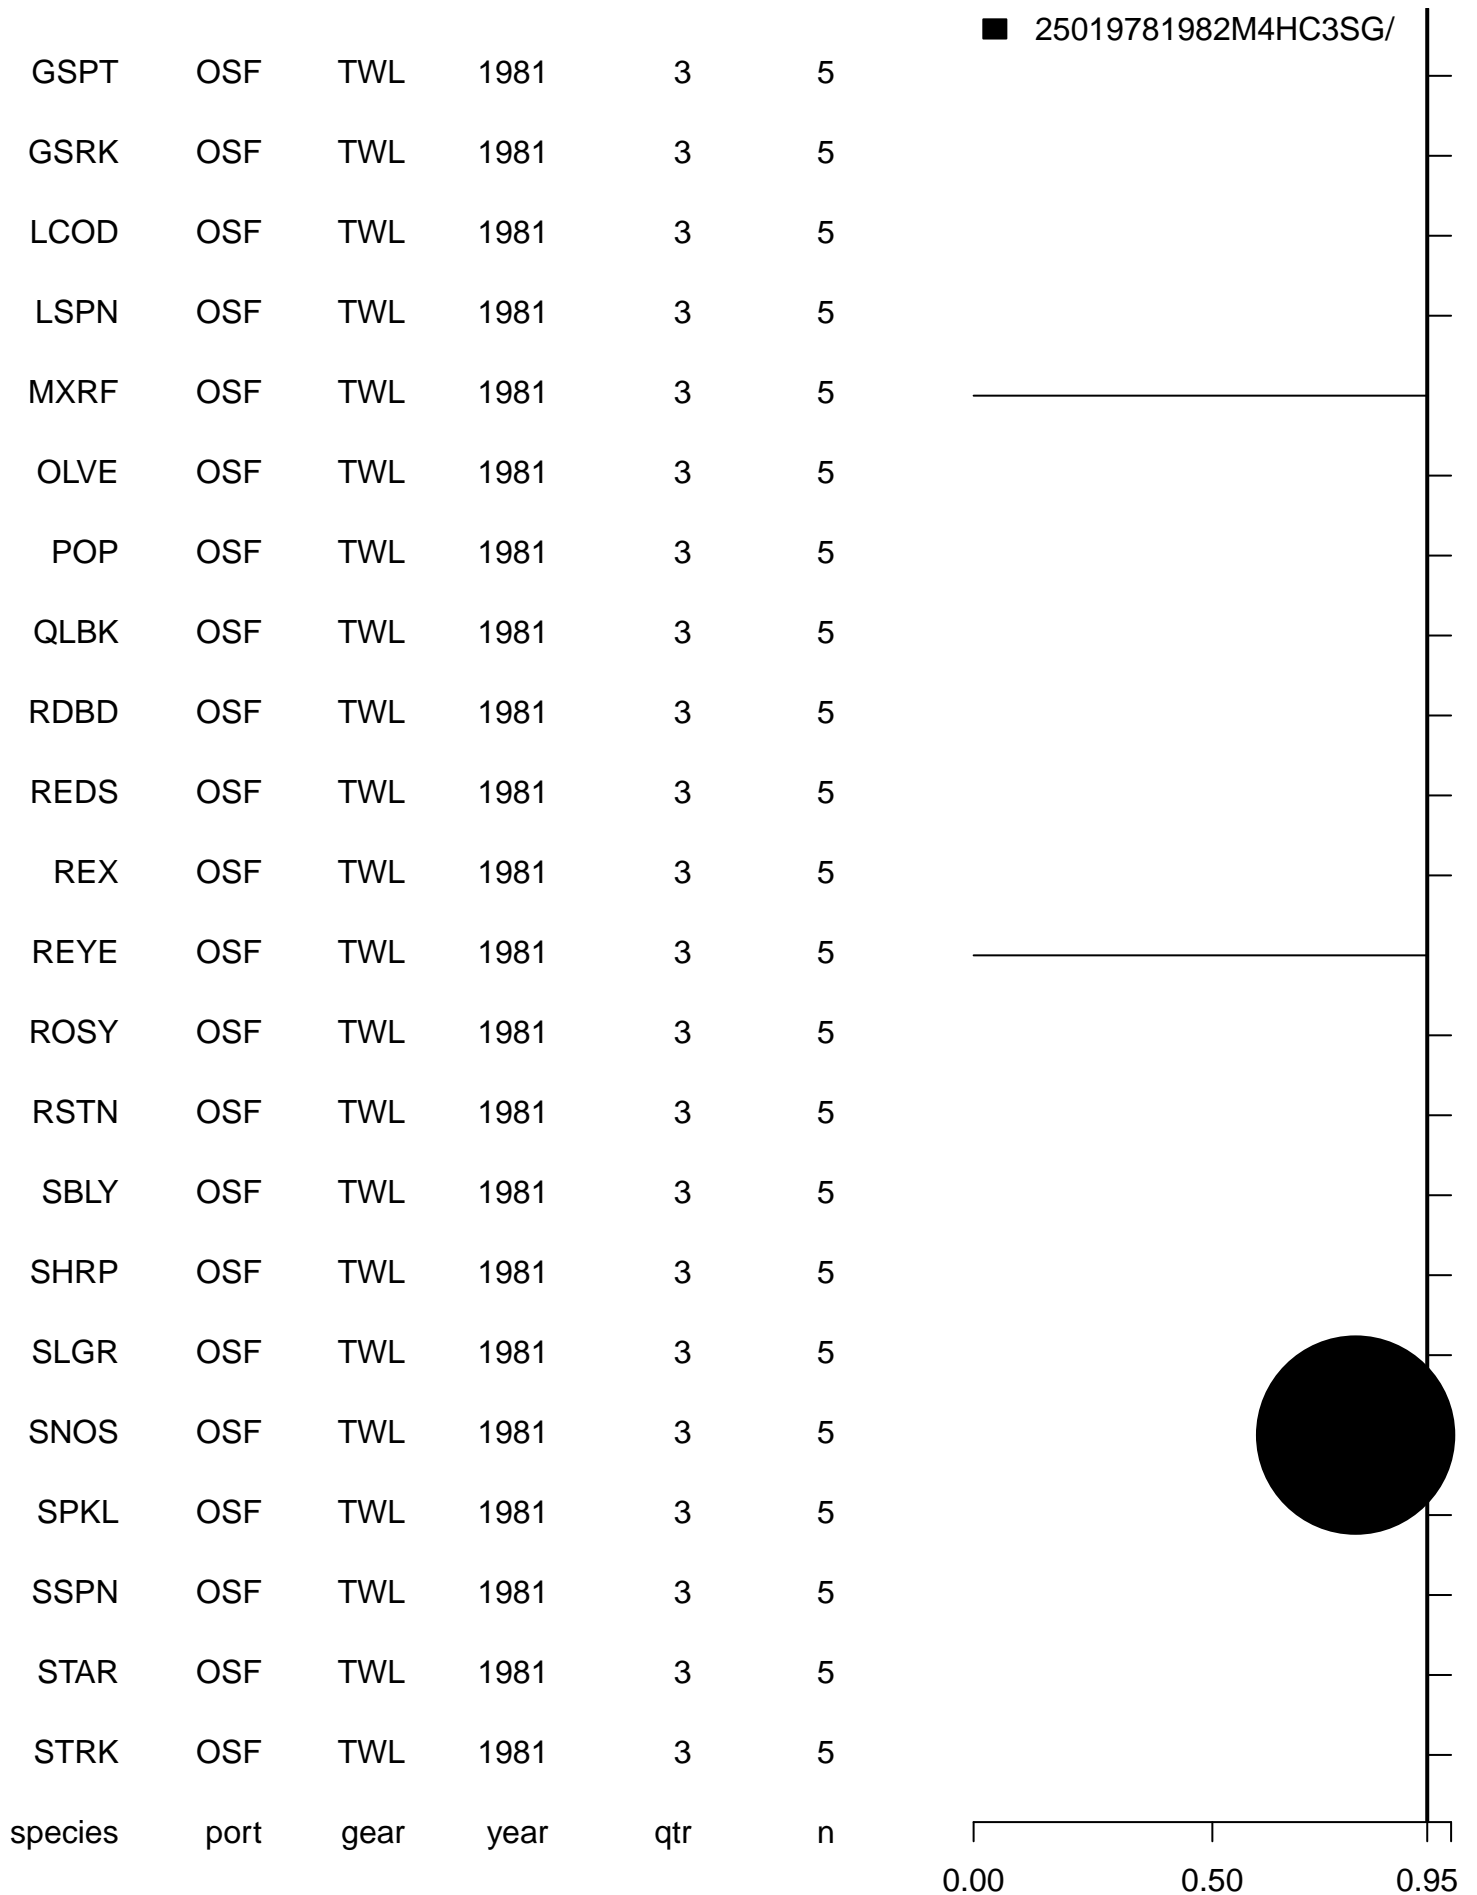 25019781982M4HC3SG/
GSPT OSF TWL 1981 3 5
GSRK OSF TWL 1981 3 5
LCOD OSF TWL 1981 3 5
LSPN OSF TWL 1981 3 5
MXRF OSF TWL 1981 3 5
OLVE OSF TWL 1981 3 5
POP OSF TWL 1981 3 5
QLBK OSF TWL 1981 3 5
RDBD OSF TWL 1981 3 5
REDS OSF TWL 1981 3 5
REX OSF TWL 1981 3 5
REYE OSF TWL 1981 3 5
ROSY OSF TWL 1981 3 5
RSTN OSF TWL 1981 3 5
SBLY OSF TWL 1981 3 5
SHRP OSF TWL 1981 3 5
SLGR OSF TWL 1981 3 5
SNOS OSF TWL 1981 3 5
SPKL OSF TWL 1981 3 5
SSPN OSF TWL 1981 3 5
STAR OSF TWL 1981 3 5
STRK OSF TWL 1981 3 5
species port gear year qtr n
0.00 0.50 0.95